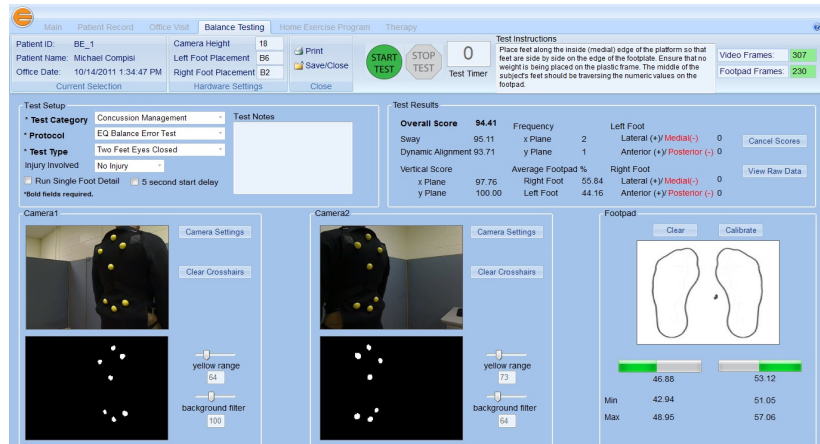 Main Patient Record Office Visit Balance Testing Home Exercise Program Therapy
Patient ID: BE_1
Patient Name: Michael Compisi
Office Date: 10/14/2011 1:34:47 PM
Current Selection
Camera Height 18
Left Foot Placement B6
Right Foot Placement B2
Hardware Settings
Print
Save/Close
Close
START TEST
STOP TEST
0
Test Timer
Test Instructions
Place feet along the inside (medial) edge of the platform so that
feet are side by side on the edge of the footplate. Ensure that no
weight is being placed on the plastic frame. The middle of the
subject's feet should be traversing the numeric values on the
footpad.
Video Frames: 307
Footpad Frames: 230
Test Setup
* Test Category Concussion Management
* Protocol EQ Balance Error Test
* Test Type Two Feet Eyes Closed
Injury Involved No Injury
Run Single Foot Detail 5 second start delay
*Bold fields required.
Test Notes
Test Results
Overall Score 94.41
Sway 95.11
Dynamic Alignment 93.71
Vertical Score
x Plane 97.76
y Plane 100.00
Frequency
x Plane 2
y Plane 1
Average Footpad %
Right Foot 55.84
Left Foot 44.16
Left Foot
Lateral (+)/ Medial(-) 0
Anterior (+)/ Posterior (-) 0
Right Foot
Lateral (+)/ Medial(-) 0
Anterior (+)/ Posterior (-) 0
Cancel Scores
View Raw Data
Camera1
Camera Settings
Clear Crosshairs
yellow range
64
background filter
100
Camera2
Camera Settings
Clear Crosshairs
yellow range
73
background filter
64
Footpad
Clear Calibrate
46.88 53.12
Min 42.94 51.05
Max 48.95 57.06